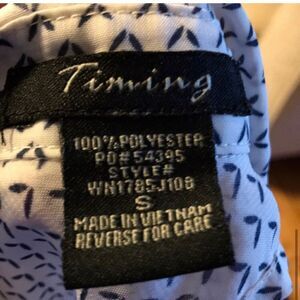 Timing
100%POLYESTER
PO#54395
STYLE#
WN1785J108
S
MADE IN VIETNAM
REVERSE FOR CARE